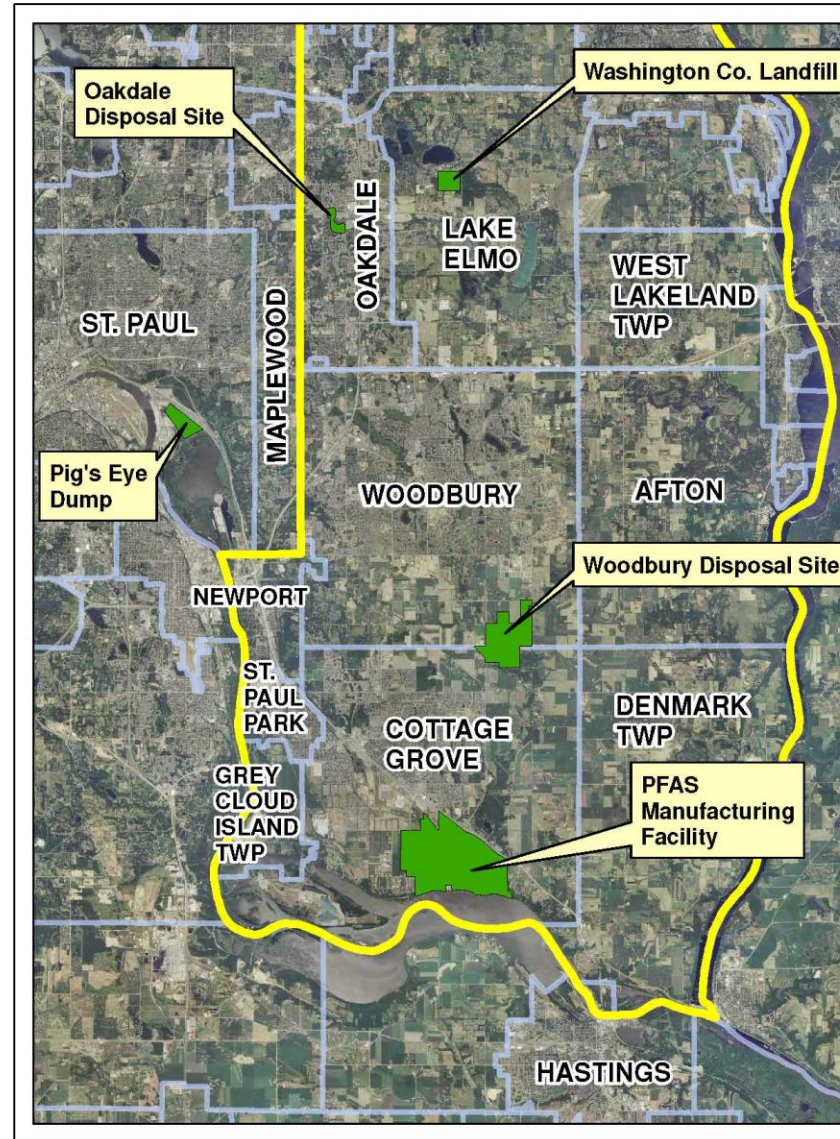 Washington Co. Landfill
Oakdale
Disposal Site
OAKDALE
LAKE
ELMO
WEST
LAKELAND
TWP
ST. PAUL
MAPLEWOOD
Pig's Eye
Dump
WOODBURY
AFTON
Woodbury Disposal Site
NEWPORT
ST.
PAUL
PARK
COTTAGE
GROVE
DENMARK
TWP
GREY
CLOUD
ISLAND
TWP
PFAS
Manufacturing
Facility
HASTINGS